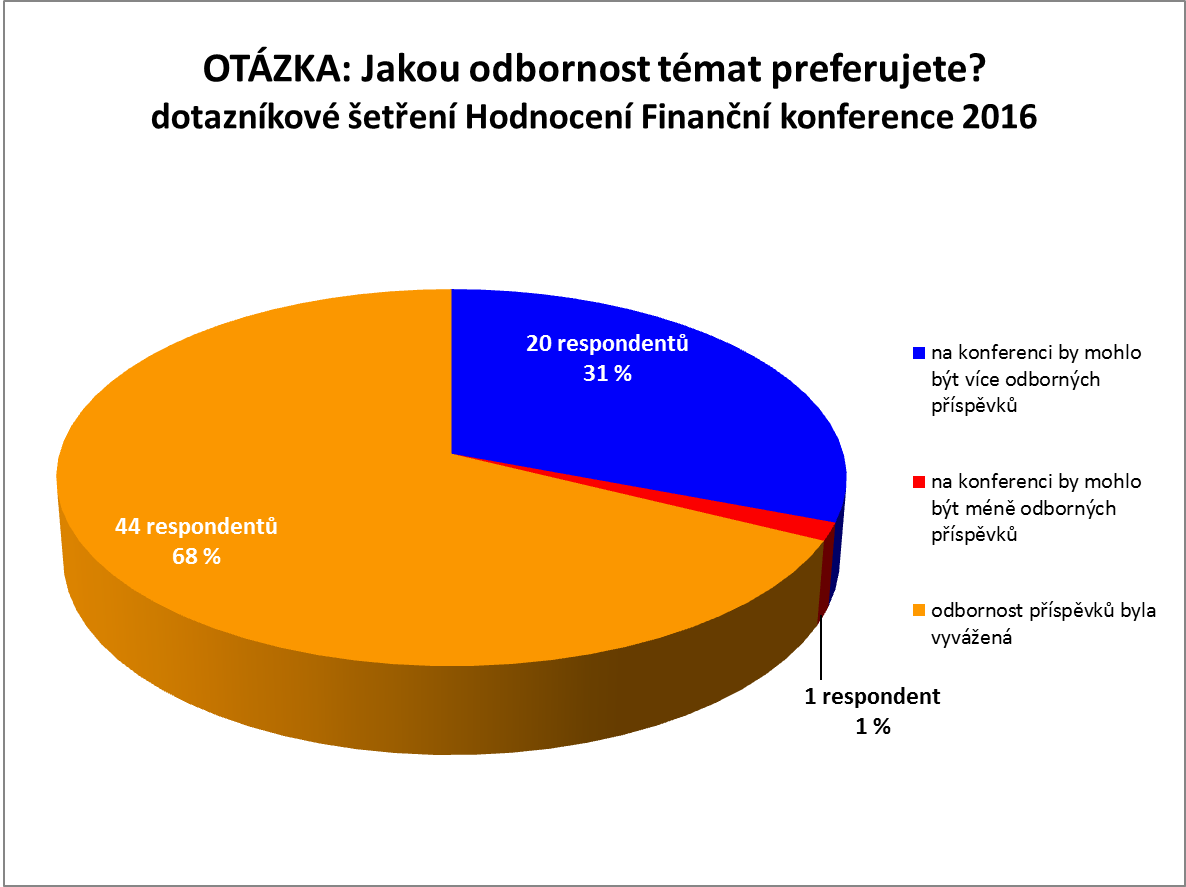 OTÁZKA: Jakou odbornost témat preferujete?
dotazníkové šetření Hodnocení Finanční konference 2016
20 respondentů
31 %
44 respondentů
68 %
1 respondent
1 %
na konferenci by mohlo
být více odborných
příspěvků
na konferenci by mohlo
být méně odborných
příspěvků
odbornost příspěvků byla
vyvážená